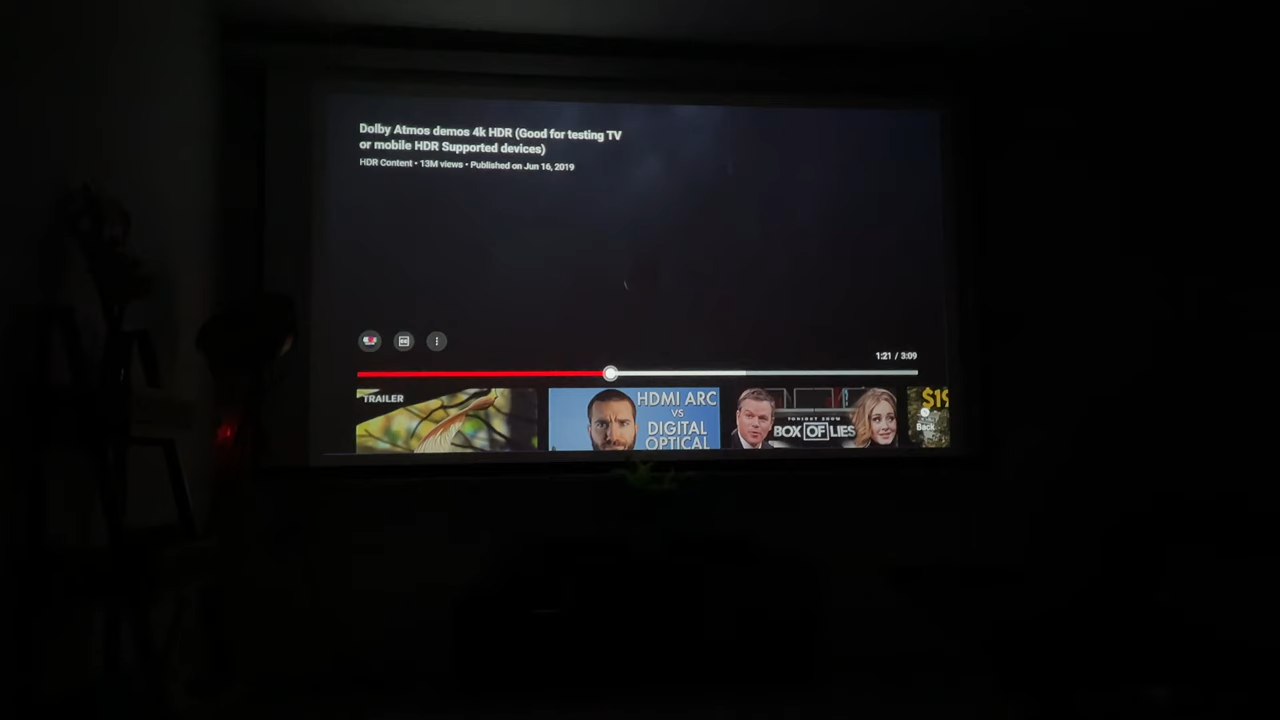 Dolby Atmos demos 4k HDR (Good for testing TV
or mobile HDR Supported devices)
HDR Content • 13M views • Published on Jun 16, 2019
1:21 / 3:09
TRAILER
HDMI ARC
VS
DIGITAL
OPTICAL
TONIGHT SHOW
BOX OF LIES
$19
Back